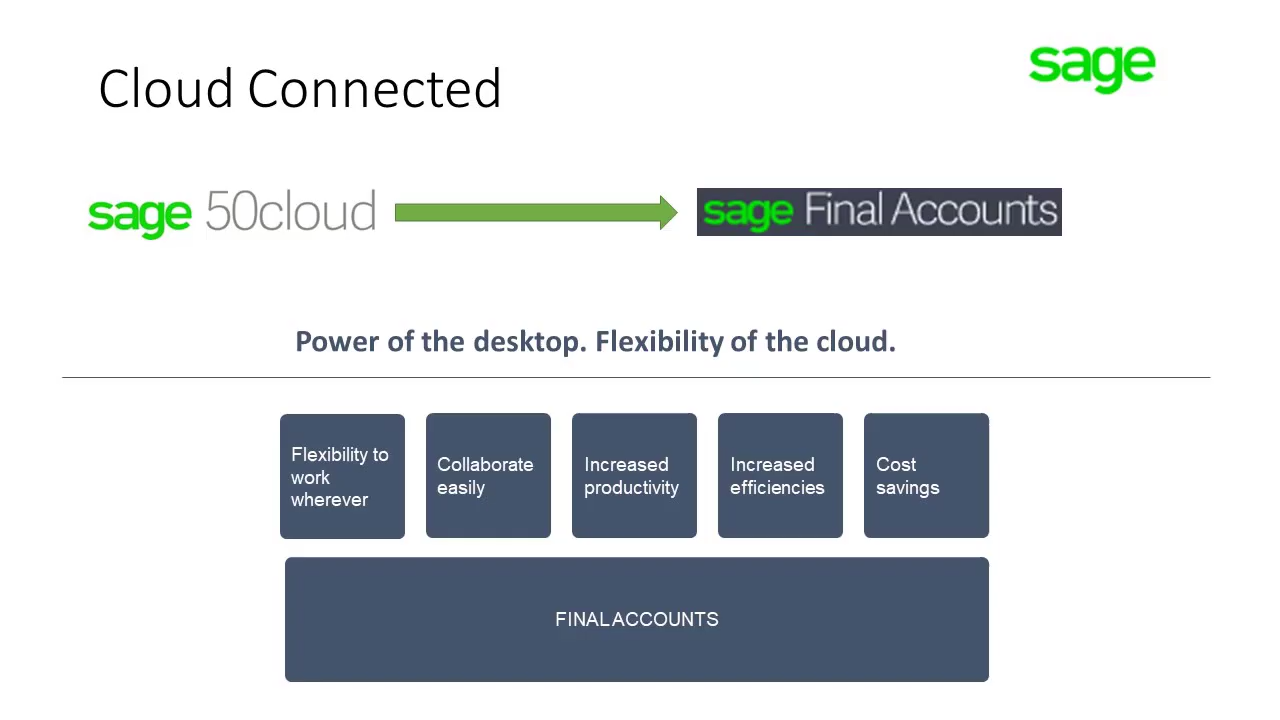 Cloud Connected
sage
sage 50cloud
sage Final Accounts
Power of the desktop. Flexibility of the cloud.
Flexibility to
work
wherever
Collaborate
easily
Increased
productivity
Increased
efficiencies
Cost
savings
FINAL ACCOUNTS